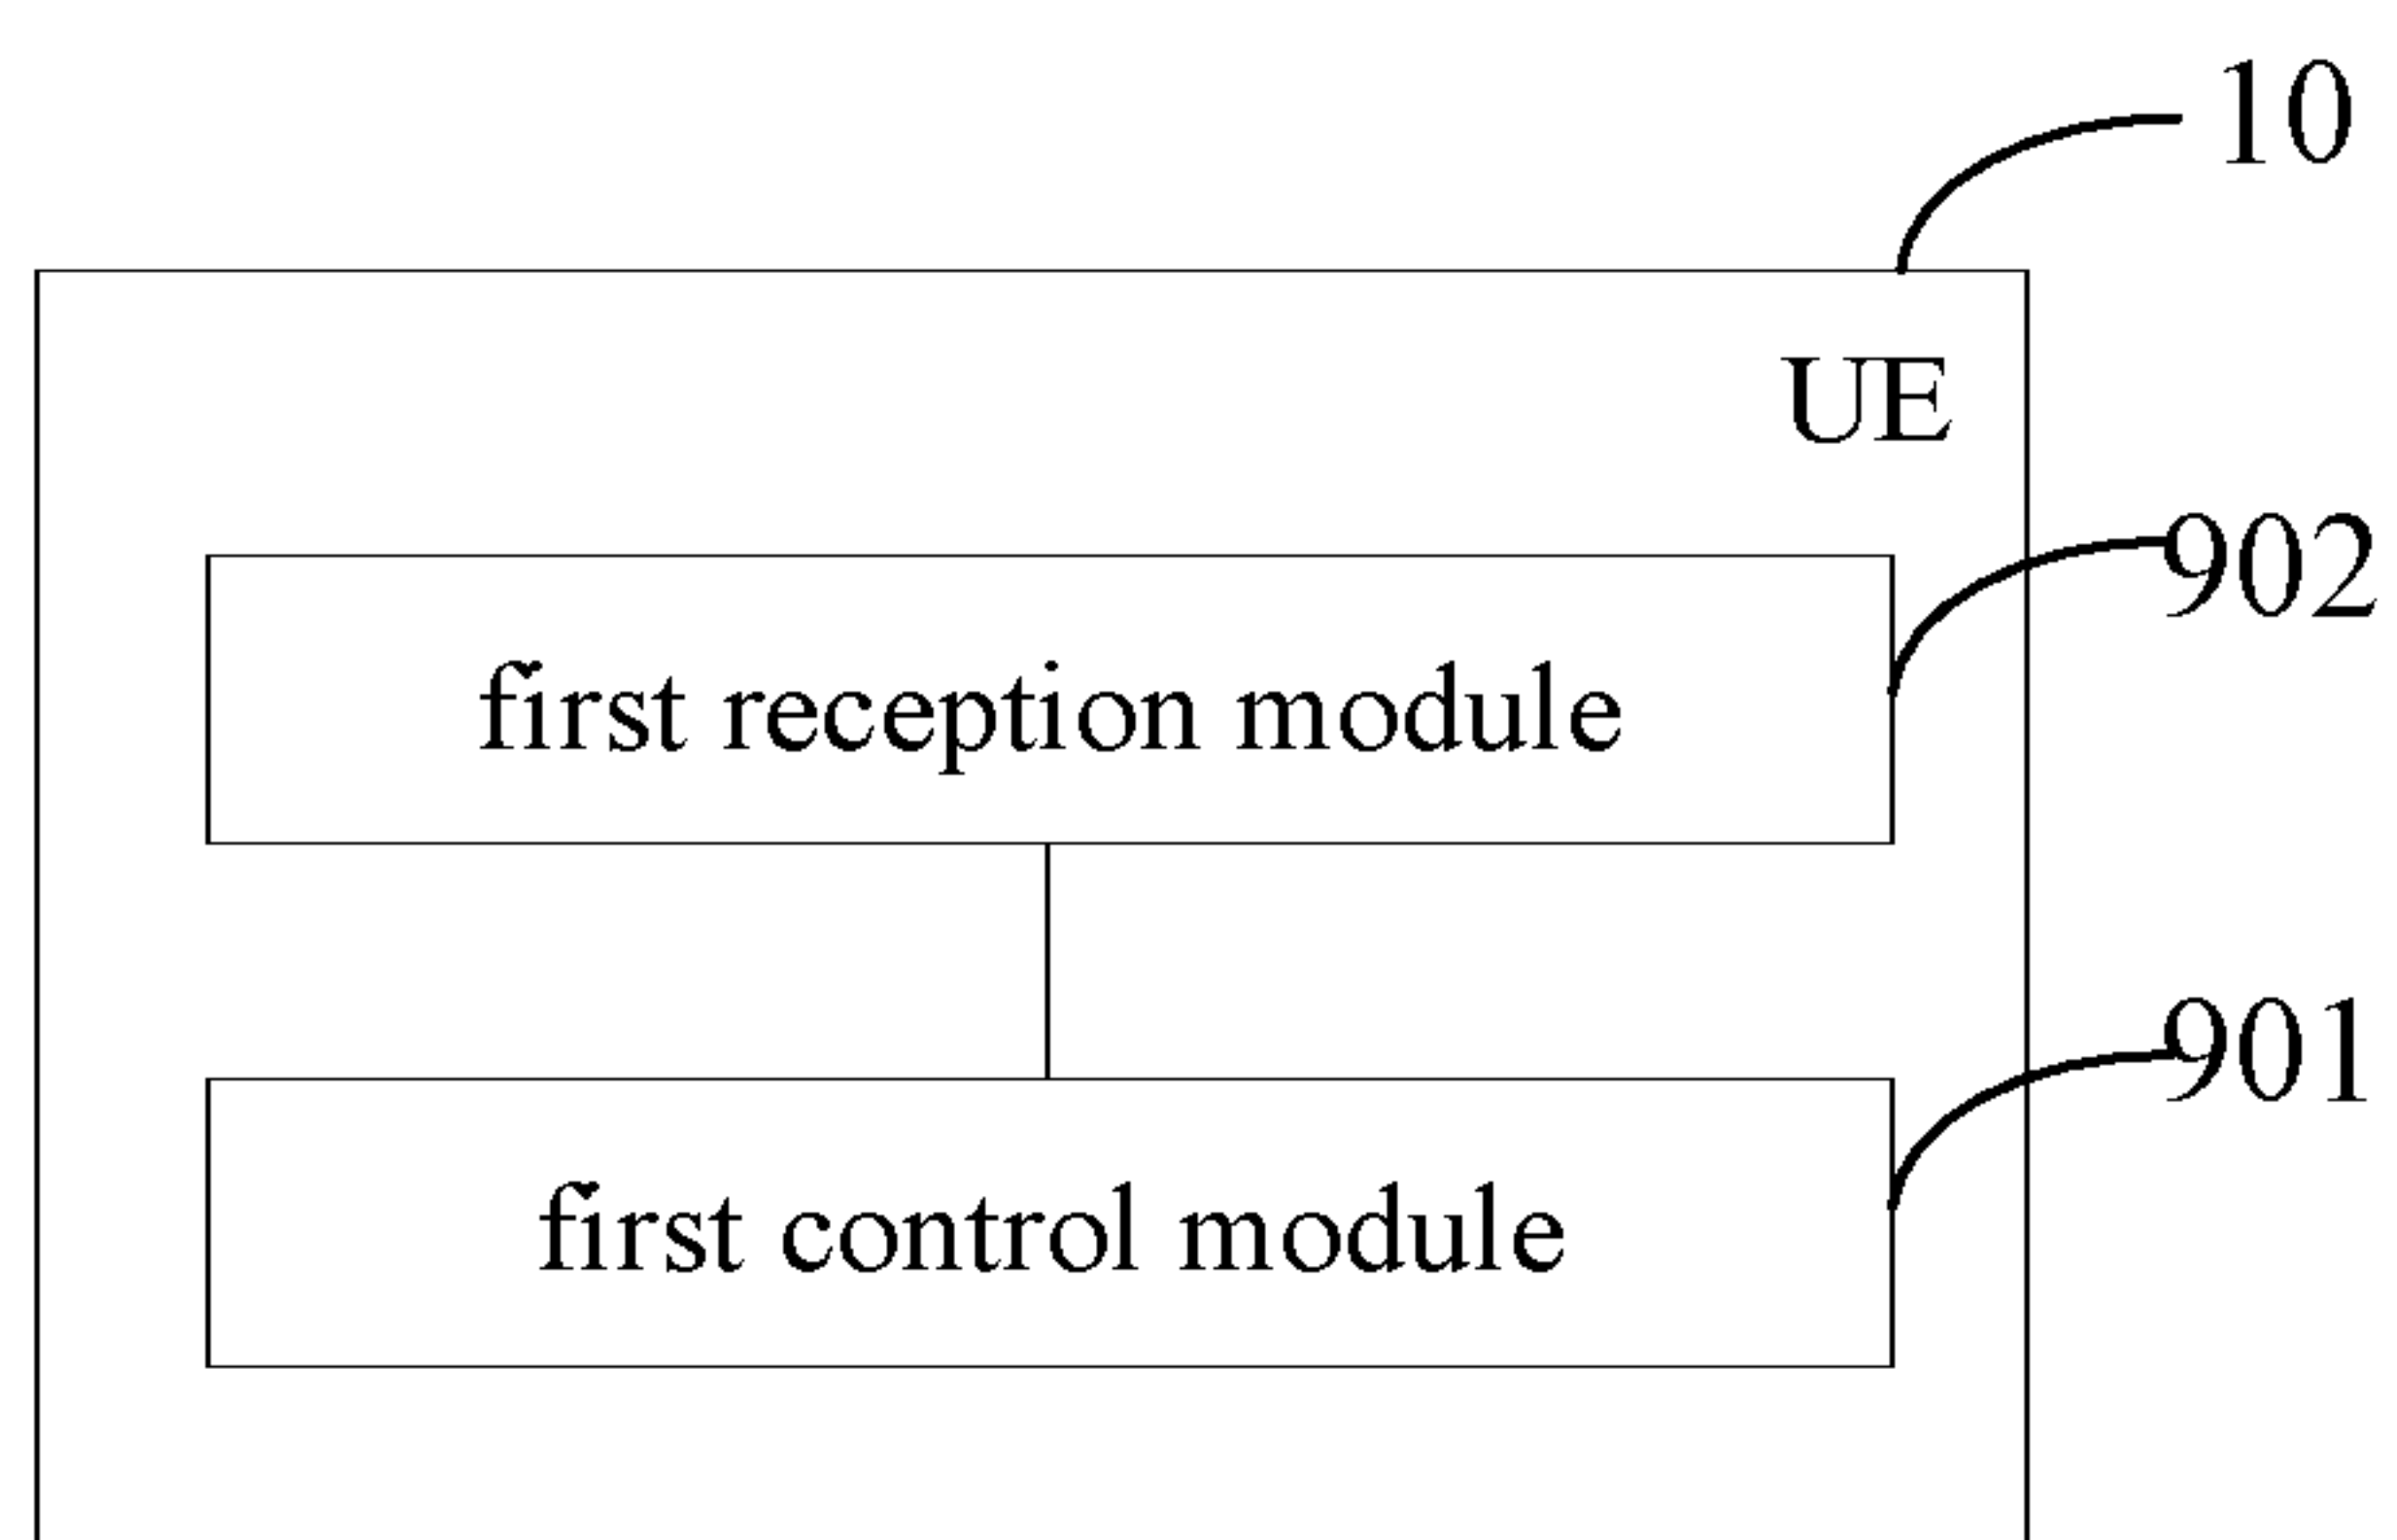 10
UE
902
first reception module
901
first control module